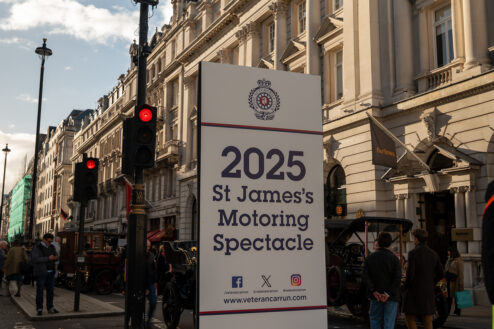 2025
St James's
Motoring
Spectacle
www.veterancarrun.com